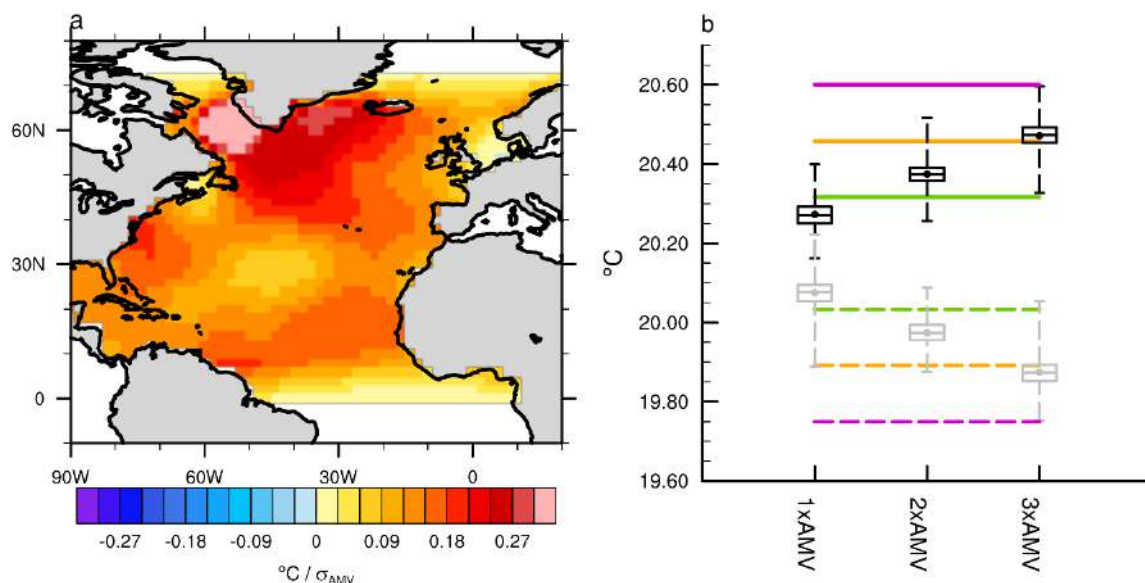 a
60N
30N
0
90W 60W 30W 0
-0.27 -0.18 -0.09 0 0.09 0.18 0.27
°C / σAMV
b
20.60
20.40
20.20
20.00
19.80
19.60
°C
1xAMV
2xAMV
3xAMV